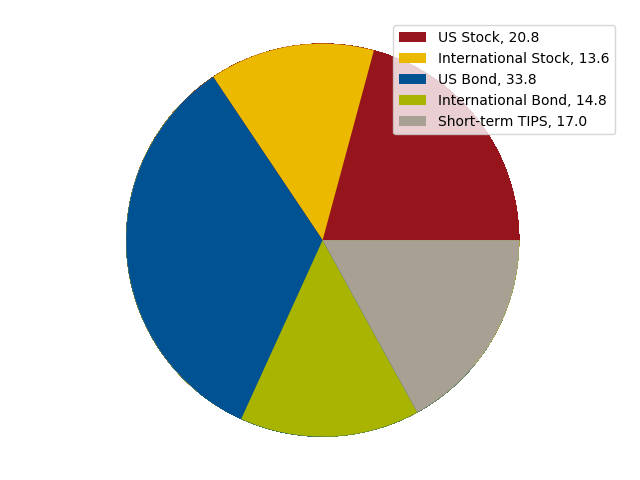 US Stock, 20.8
International Stock, 13.6
US Bond, 33.8
International Bond, 14.8
Short-term TIPS, 17.0